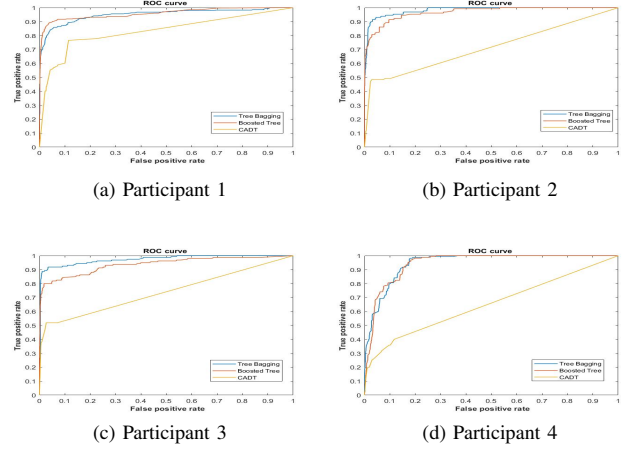 ROC curve
ROC curve
True positive rate
1
0.9
0.8
0.7
0.6
0.5
0.4
0.3
0.2
0.1
0
0 0.1 0.2 0.3 0.4 0.5 0.6 0.7 0.8 0.9 1
False positive rate
Tree Bagging
Boosted Tree
CADT
True positive rate
1
0.9
0.8
0.7
0.6
0.5
0.4
0.3
0.2
0.1
0
0 0.1 0.2 0.3 0.4 0.5 0.6 0.7 0.8 0.9 1
False positive rate
Tree Bagging
Boosted Tree
CADT
(a) Participant 1
(b) Participant 2
ROC curve
ROC curve
True positive rate
1
0.9
0.8
0.7
0.6
0.5
0.4
0.3
0.2
0.1
0
0 0.1 0.2 0.3 0.4 0.5 0.6 0.7 0.8 0.9 1
False positive rate
Tree Bagging
Boosted Tree
CADT
True positive rate
1
0.9
0.8
0.7
0.6
0.5
0.4
0.3
0.2
0.1
0
0 0.1 0.2 0.3 0.4 0.5 0.6 0.7 0.8 0.9 1
False positive rate
Tree Bagging
Boosted Tree
CADT
(c) Participant 3
(d) Participant 4